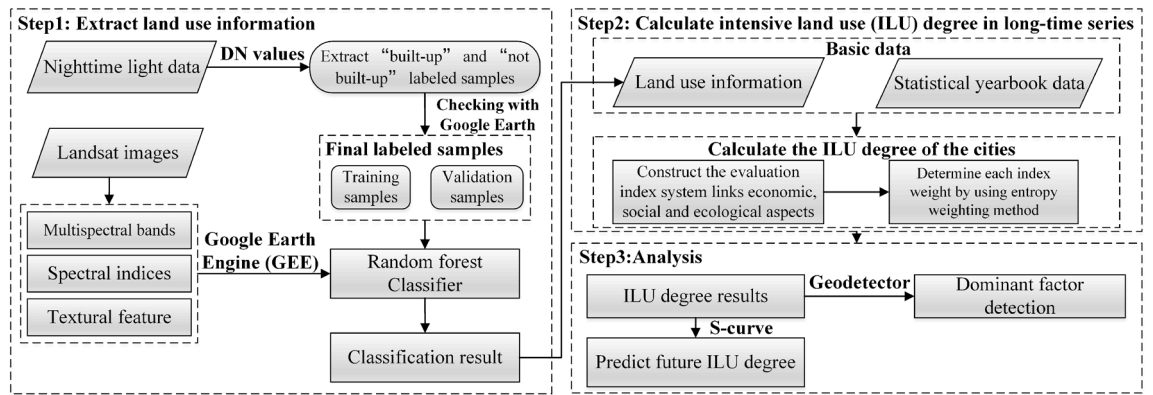 Step1: Extract land use information
Nighttime light data
DN values
Extract “built-up” and “not
built-up” labeled samples
Checking with
Google Earth
Landsat images
Final labeled samples
Training
samples
Validation
samples
Multispectral bands
Spectral indices
Textural feature
Google Earth
Engine (GEE)
Random forest
Classifier
Classification result
Step2: Calculate intensive land use (ILU) degree in long-time series
Basic data
Land use information
Statistical yearbook data
Calculate the ILU degree of the cities
Construct the evaluation
index system links economic,
social and ecological aspects
Determine each index
weight by using entropy
weighting method
Step3:Analysis
ILU degree results
Geodetector
Dominant factor
detection
S-curve
Predict future ILU degree